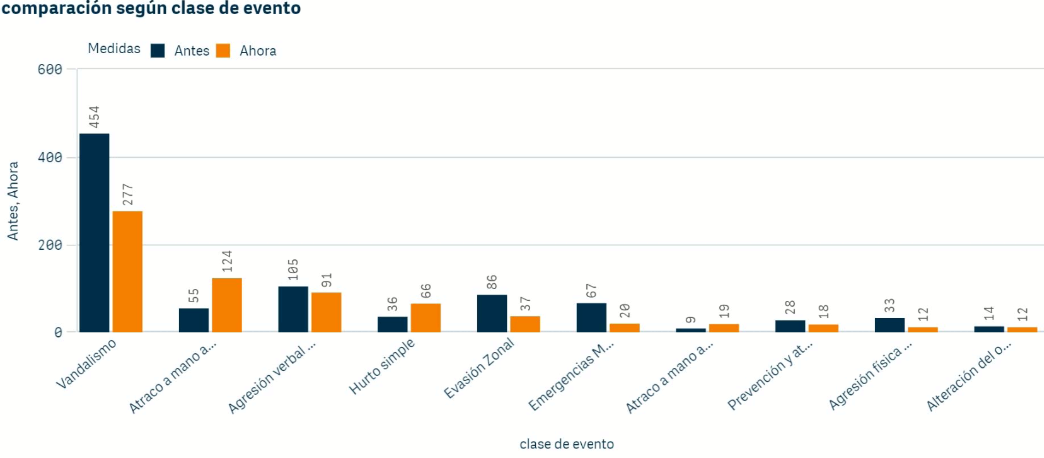 comparación según clase de evento
Medidas Antes Ahora
600
400
200
0
Antes, Ahora
454
277
55
124
105
91
36
66
86
37
67
20
9
19
28
18
33
12
14
12
Vandalismo
Atraco a mano a...
Agresión verbal ...
Hurto simple
Evasión Zonal
Emergencias M...
Atraco a mano a...
Prevención y at...
Agresión física ...
Alteración del o...
clase de evento